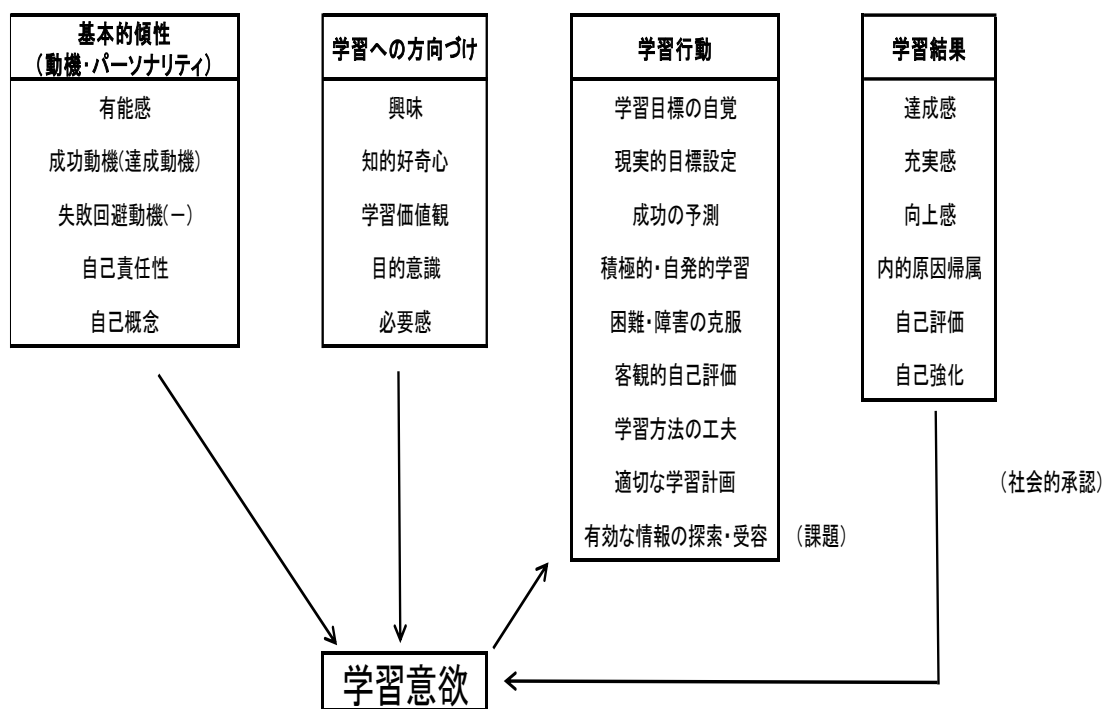 基本的傾性
（動機・パーソナリティ）
有能感
成功動機(達成動機)
失敗回避動機(－)
自己責任性
自己概念
学習への方向づけ
興味
知的好奇心
学習価値観
目的意識
必要感
学習行動
学習目標の自覚
現実的目標設定
成功の予測
積極的・自発的学習
困難・障害の克服
客観的自己評価
学習方法の工夫
適切な学習計画
有効な情報の探索・受容
（課題）
学習結果
達成感
充実感
向上感
内的原因帰属
自己評価
自己強化
（社会的承認）
学習意欲